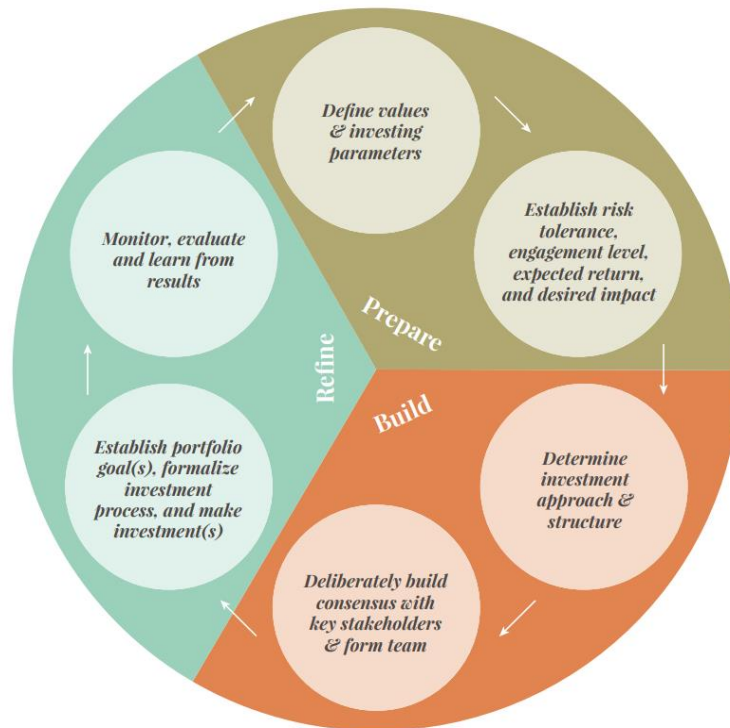 Define values
& investing
parameters
Establish risk
tolerance,
engagement level,
expected return,
and desired impact
Determine
investment
approach &
structure
Deliberately build
consensus with
key stakeholders
& form team
Establish portfolio
goal(s), formalize
investment
process, and make
investment(s)
Monitor, evaluate
and learn from
results
Prepare
Build
Refine